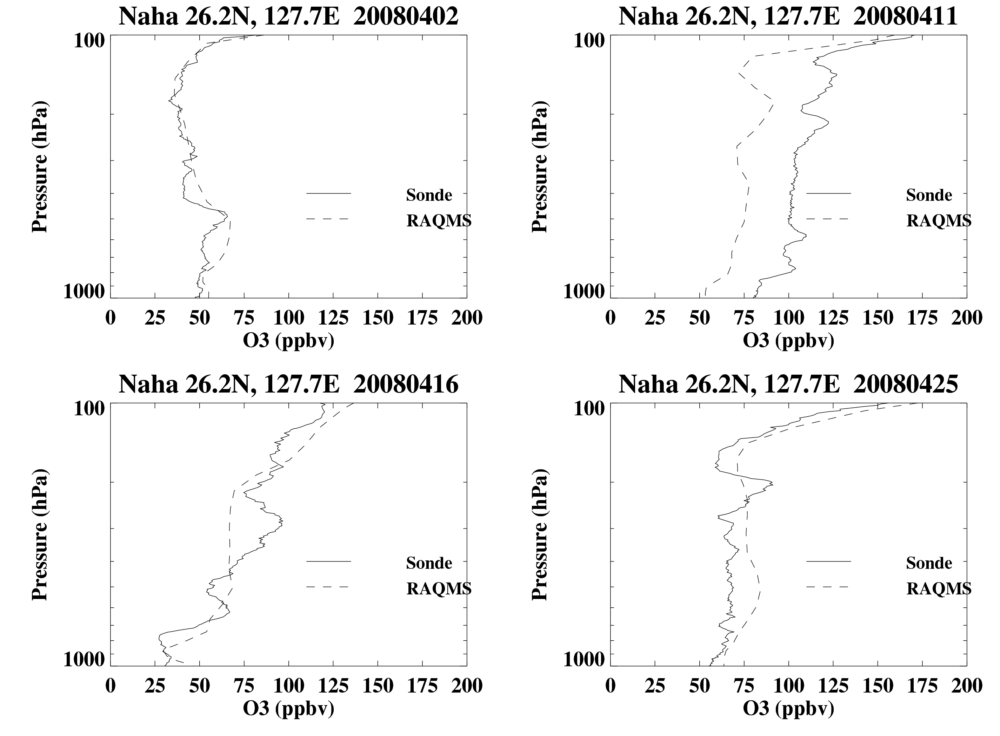 Naha 26.2N, 127.7E 20080402
100
Pressure (hPa)
Sonde
RAQMS
1000
0 25 50 75 100 125 150 175 200
O3 (ppbv)
Naha 26.2N, 127.7E 20080411
100
Pressure (hPa)
Sonde
RAQMS
1000
0 25 50 75 100 125 150 175 200
O3 (ppbv)
Naha 26.2N, 127.7E 20080416
100
Pressure (hPa)
Sonde
RAQMS
1000
0 25 50 75 100 125 150 175 200
O3 (ppbv)
Naha 26.2N, 127.7E 20080425
100
Pressure (hPa)
Sonde
RAQMS
1000
0 25 50 75 100 125 150 175 200
O3 (ppbv)